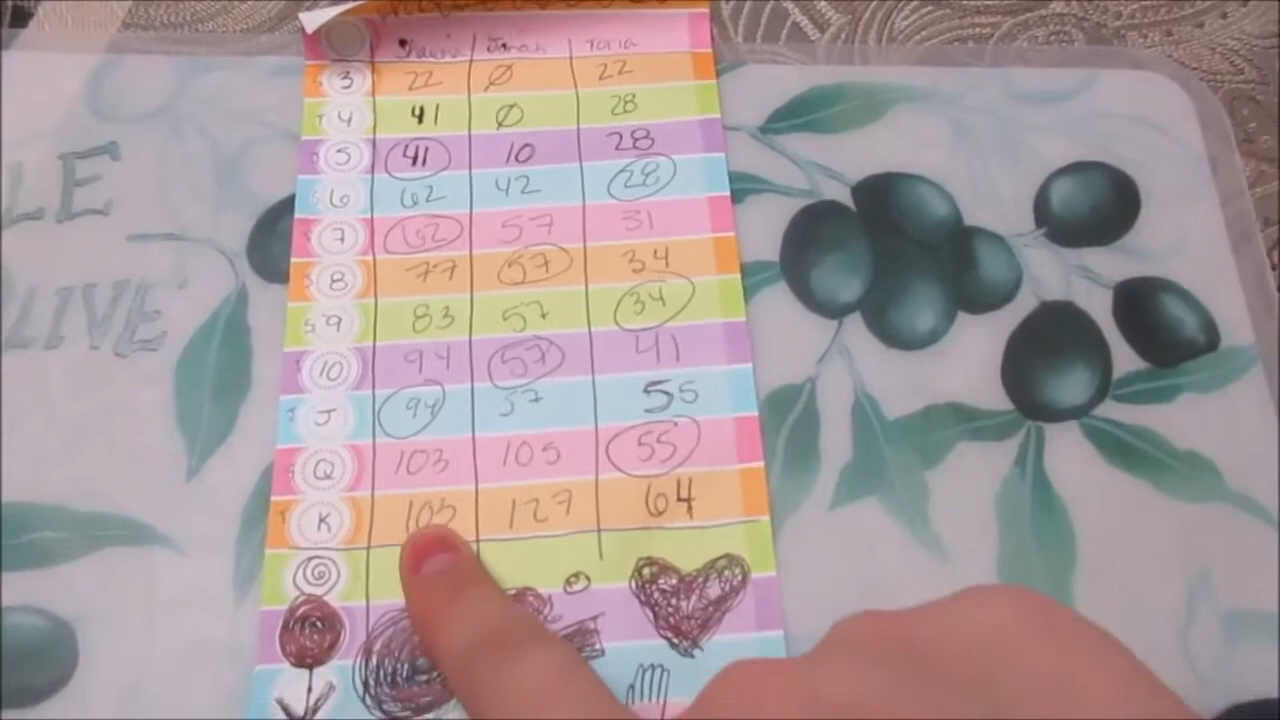 Jonah Toria
3 22 Ø 22
T 4 41 Ø 28
5 41 10 28
S 6 62 42 28
7 62 57 31
8 77 57 34
S 9 83 57 34
10 94 57 41
J J 94 57 55
Q 103 105 55
T K 103 127 64
LE
LIVE